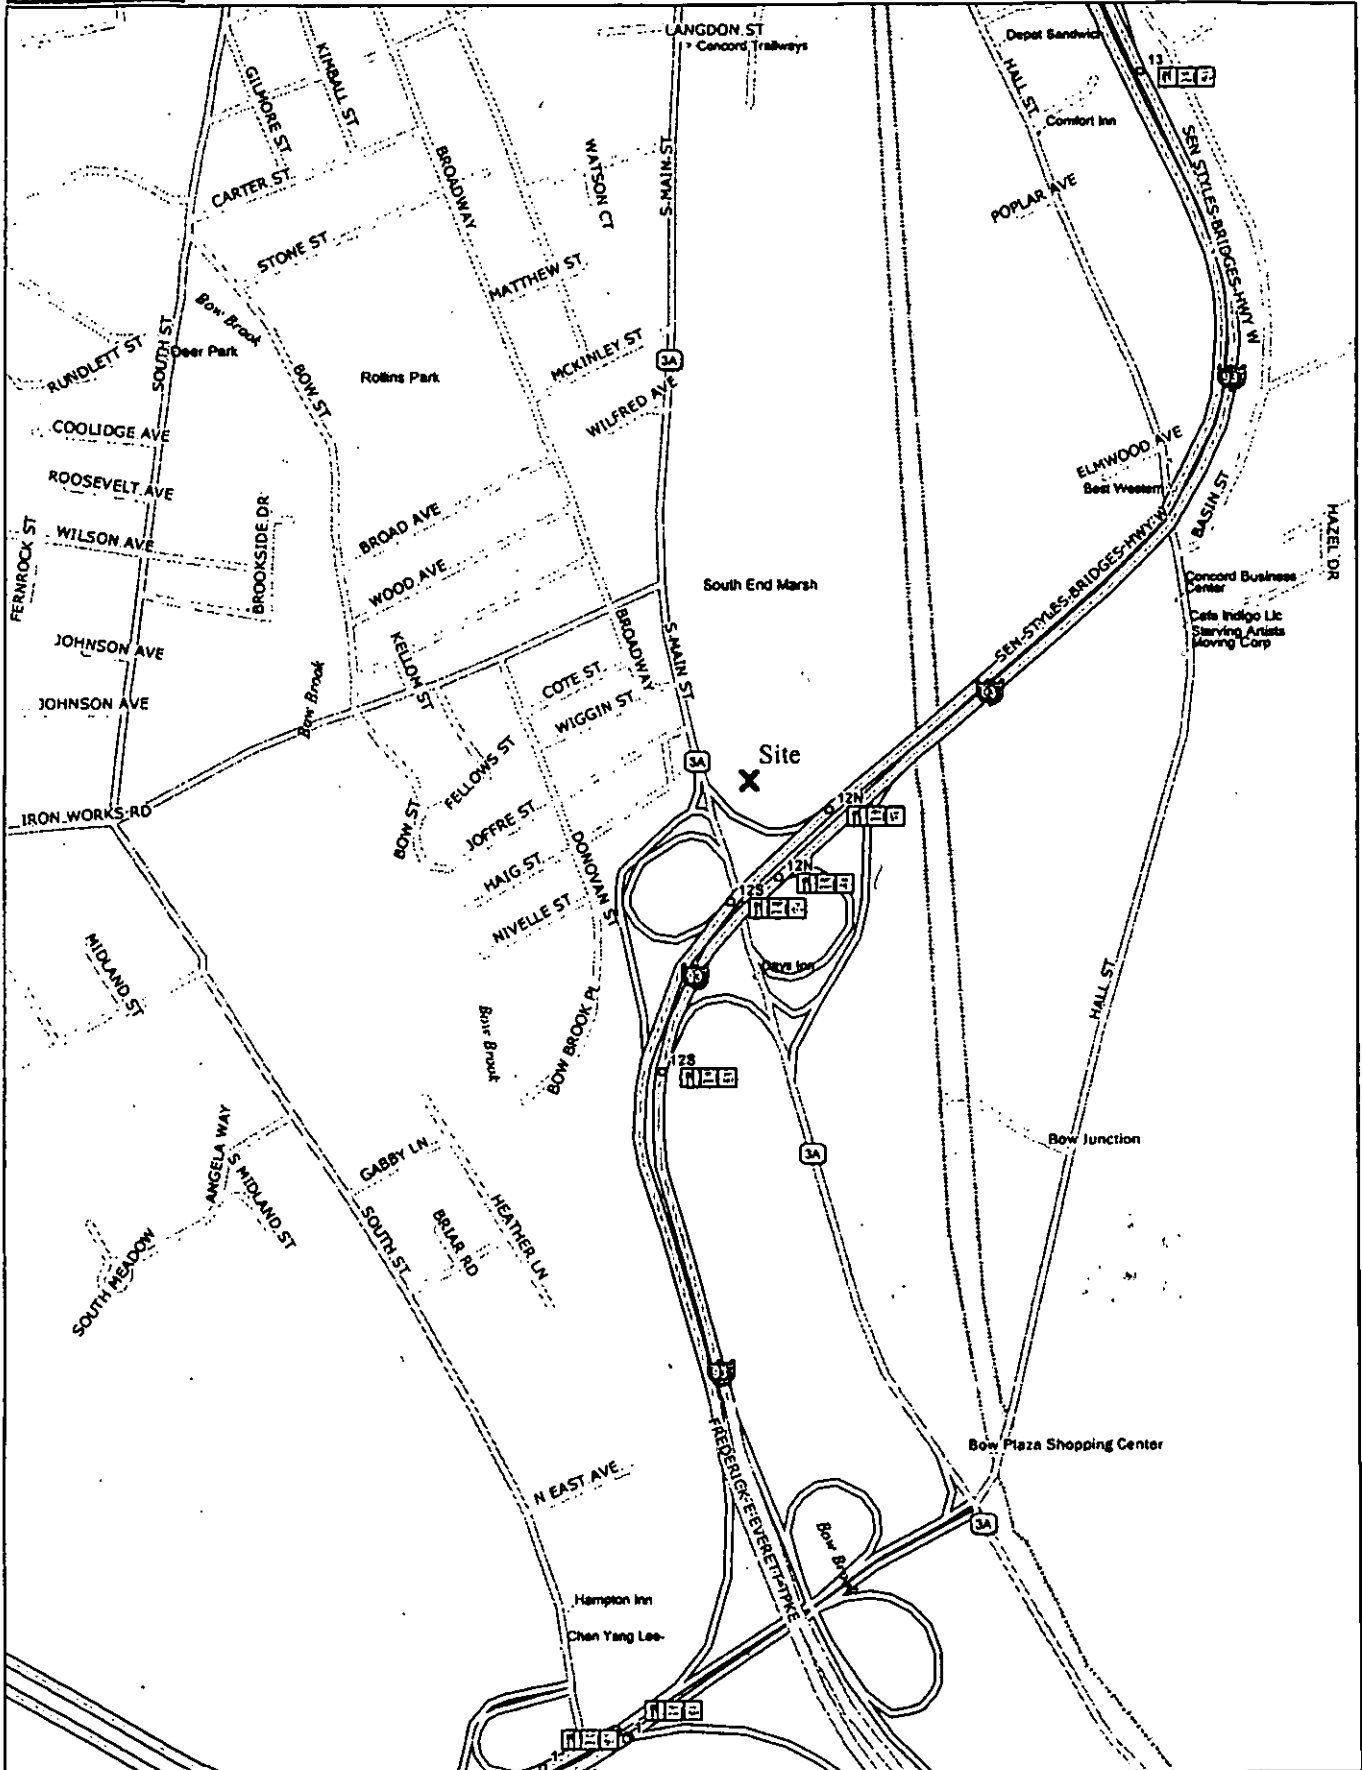 LANGDON ST
Concord Trailways
Depot Sandwich
13
KIMBALL ST
GILMORE ST
HALL ST
Comfort Inn
SEN STYLES-BRIDGES-HWY W
BROADWAY
WATSON CT
S MAIN ST
CARTER ST
POPLAR AVE
STONE ST
MATTHEW ST
Bow Brook
RUNDLETT ST
SOUTH ST
Deer Park
Rollins Park
BOW ST
MCKINLEY ST
3A
93
WILFRED AVE
COOLIDGE AVE
ELMWOOD AVE
Best Western
ROOSEVELT AVE
BROOKSIDE DR
BROAD AVE
BASIN ST
HAZEL DR
FERNROCK ST
WILSON AVE
WOOD AVE
South End Marsh
SEN-STYLES-BRIDGES-HWY-W
Concord Business
Center
Cafe Indigo Llc
Starving Artists
Moving Corp
JOHNSON AVE
KELLOM ST
BROADWAY
S MAIN ST
COTE ST
JOHNSON AVE
Bow Brook
WIGGIN ST
3A
Site
FELLOWS ST
IRON WORKS RD
BOW ST
JOFFRE ST
12N
HAIG ST
DONOVAN ST
12N
12S
NIVELLE ST
MIDLAND ST
Days Inn
93
HALL ST
Bow Brook
BOW BROOK PL
12S
ANGELA WAY
S MIDLAND ST
GABBY LN
3A
Bow Junction
SOUTH MEADOW
SOUTH ST
BRIAR RD
HEATHER LN
93
FREDERICK-E-EVERETT-TPKE
Bow Plaza Shopping Center
N EAST AVE
Bow Brook
3A
Hampton Inn
Chen Yang Lee
1